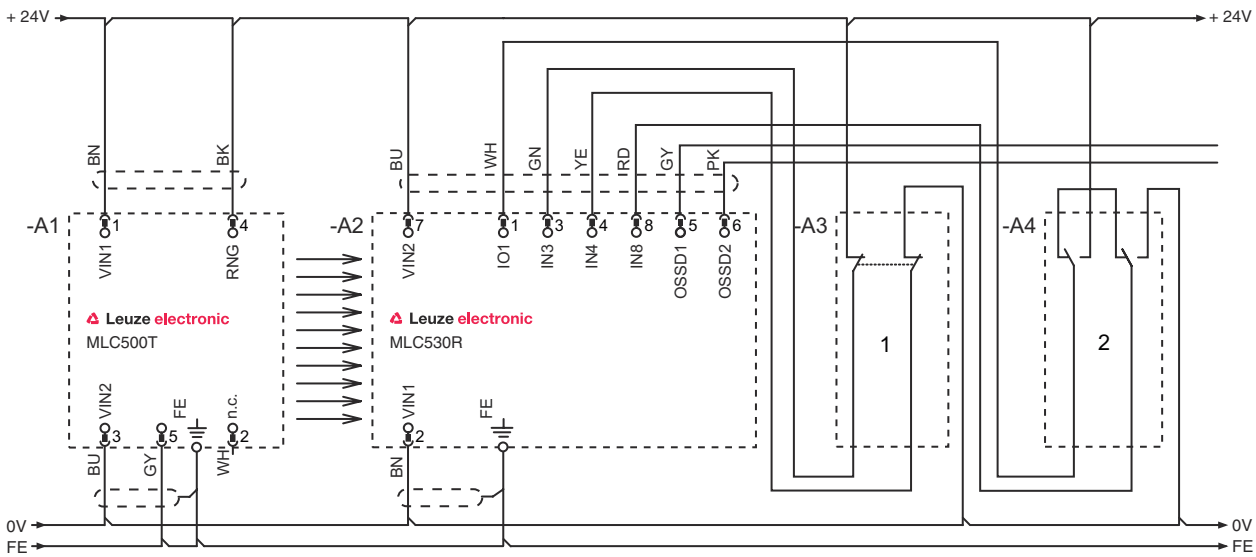 + 24V
+ 24V
BN
BK
BU
WH
GN
YE
RD
GY
PK
-A1
1
4
-A2
7
1
3
4
8
5
6
-A3
-A4
VIN1
RNG
VIN2
IO1
IN3
IN4
IN8
OSSD1
OSSD2
Leuze electronic
MLC500T
Leuze electronic
MLC530R
1
2
VIN2
FE
n.c.
VIN1
FE
3
5
2
2
BU
GY
WH
BN
0V
0V
FE
FE